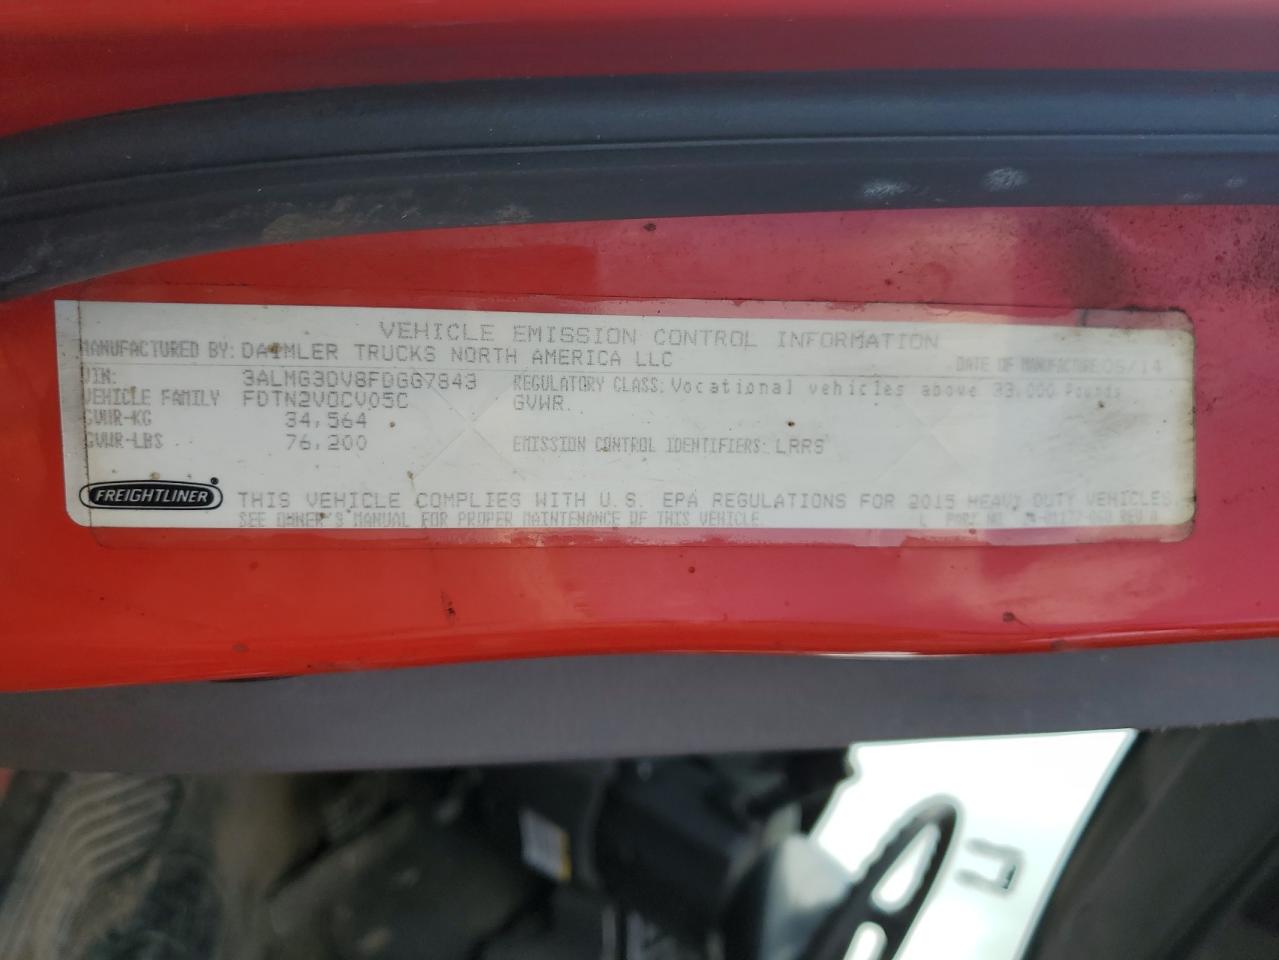 VEHICLE EMISSION CONTROL INFORMATION
MANUFACTURED BY: DAIMLER TRUCKS NORTH AMERICA LLC
DATE OF MANUFACTURE: 05/14
VIN: 3ALMG3DV8FDGG7843
REGULATORY CLASS: Vocational vehicles above 33,000 Pounds
VEHICLE FAMILY FDTN2VOCV05C
GVWR.
GVWR-KG 34,564
GVWR-LBS 76,200
EMISSION CONTROL IDENTIFIERS: LRRS
FREIGHTLINER
THIS VEHICLE COMPLIES WITH U.S. EPA REGULATIONS FOR 2015 HEAVY DUTY VEHICLES
SEE OWNER'S MANUAL FOR PROPER MAINTENANCE OF THIS VEHICLE.
PART NO